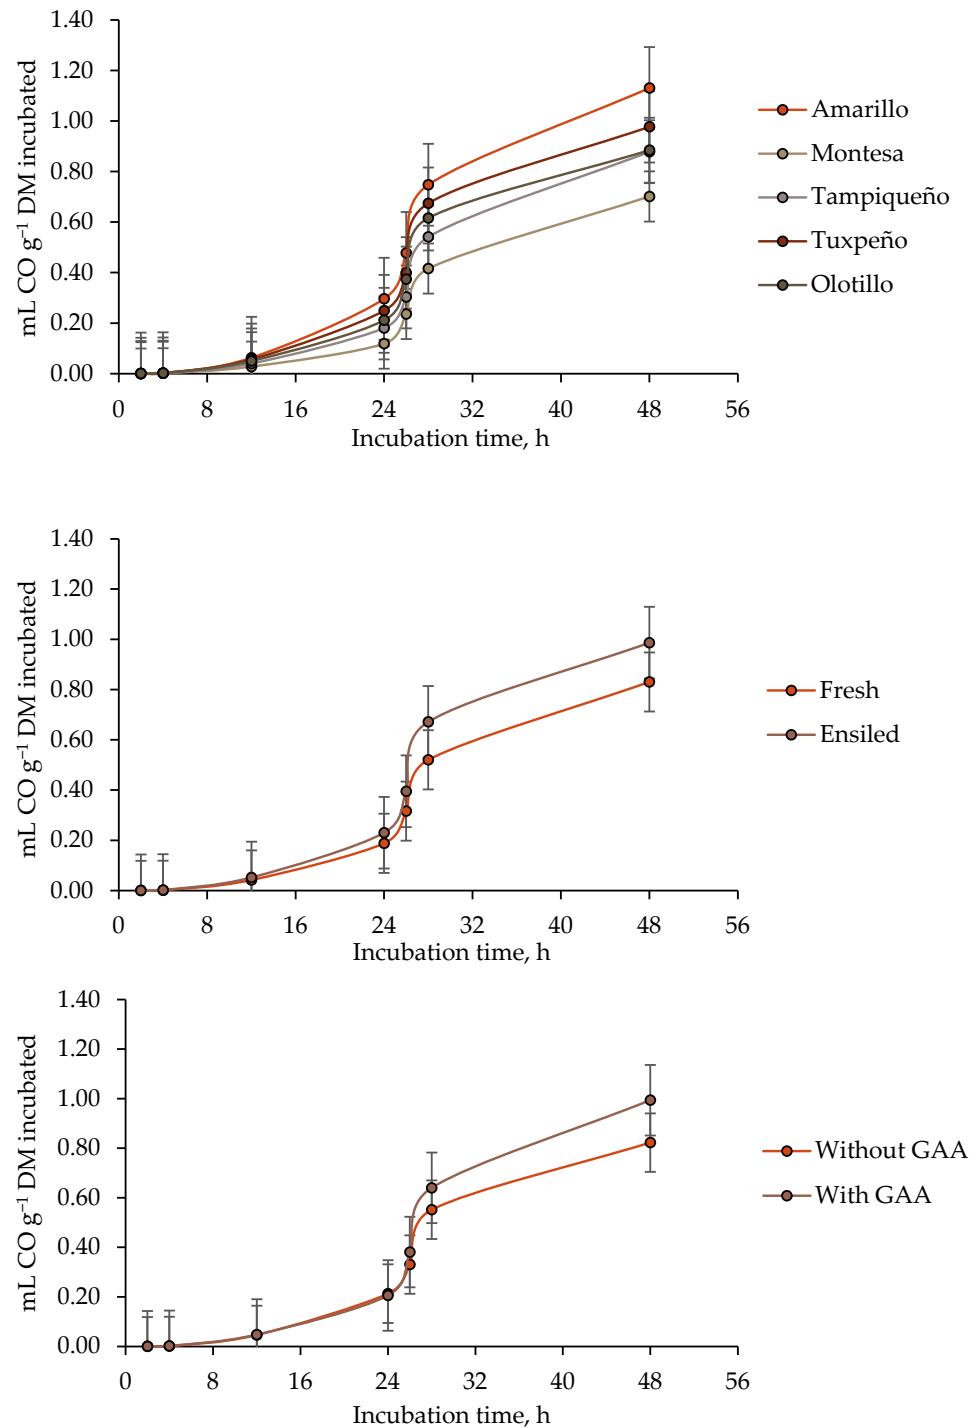 1.40
1.20
1.00
0.80
0.60
0.40
0.20
0.00
mL CO g⁻¹ DM incubated
0 8 16 24 32 40 48 56
Incubation time, h
Amarillo
Montesa
Tampiqueño
Tuxpeño
Olotillo
1.40
1.20
1.00
0.80
0.60
0.40
0.20
0.00
mL CO g⁻¹ DM incubated
0 8 16 24 32 40 48 56
Incubation time, h
Fresh
Ensiled
1.40
1.20
1.00
0.80
0.60
0.40
0.20
0.00
mL CO g⁻¹ DM incubated
0 8 16 24 32 40 48 56
Incubation time, h
Without GAA
With GAA